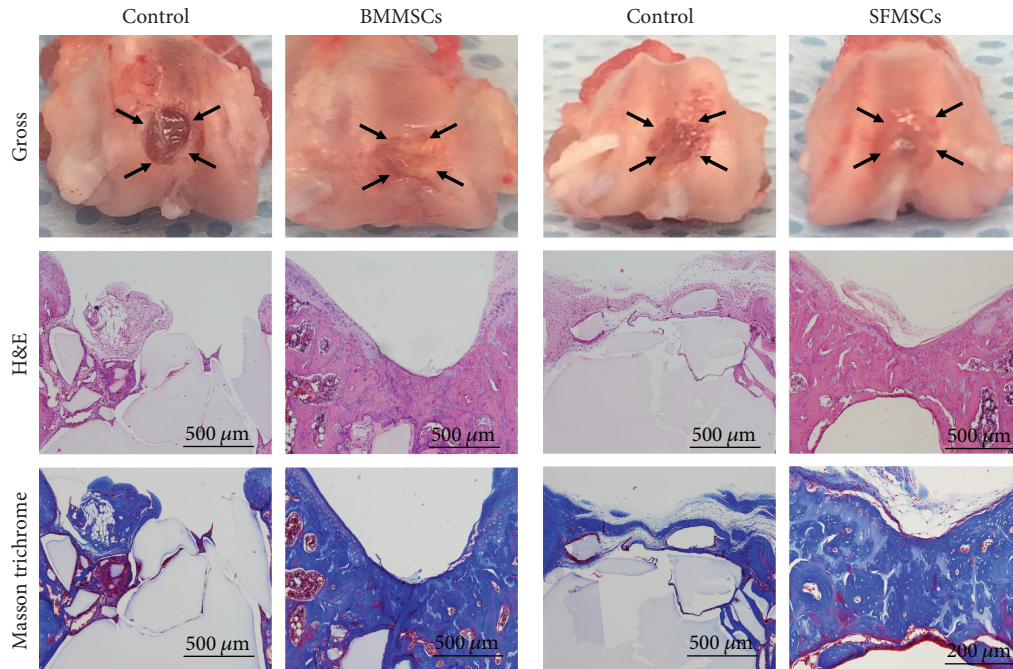 Control BMMSCs Control SFMSCs
Gross
H&E
500 µm 500 µm 500 µm 500 µm
Masson trichrome
500 µm 500 µm 500 µm 200 µm